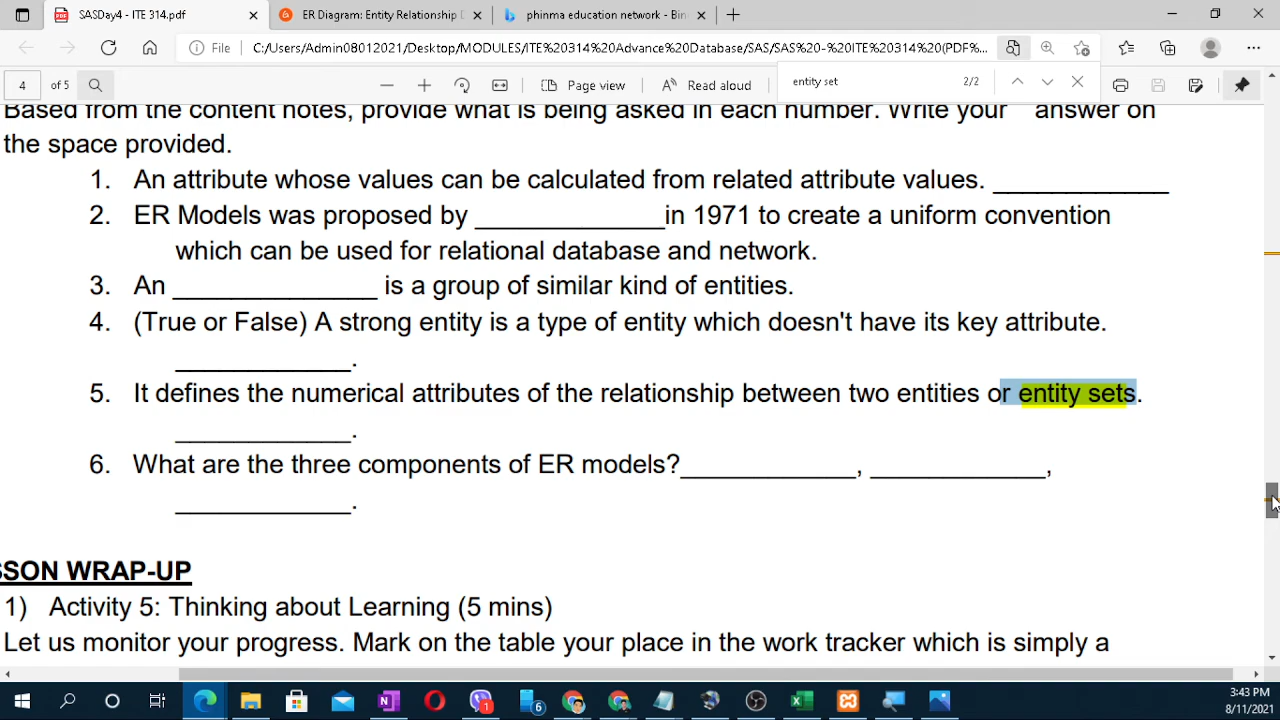 SASDay4 - ITE 314.pdf
ER Diagram: Entity Relationship D
phinma education network - Bin
File C:/Users/Admin08012021/Desktop/MODULES/ITE%20314%20Advance%20Database/SAS/SAS%20-%20ITE%20314%20(PDF%...
4 of 5 Page view Read aloud entity set 2/2
Based from the content notes, provide what is being asked in each number. Write your answer on
the space provided.
1. An attribute whose values can be calculated from related attribute values. ____________
2. ER Models was proposed by _____________in 1971 to create a uniform convention
which can be used for relational database and network.
3. An ______________ is a group of similar kind of entities.
4. (True or False) A strong entity is a type of entity which doesn't have its key attribute.
____________.
5. It defines the numerical attributes of the relationship between two entities or entity sets.
____________.
6. What are the three components of ER models?____________, ____________,
____________.
SSON WRAP-UP
1) Activity 5: Thinking about Learning (5 mins)
Let us monitor your progress. Mark on the table your place in the work tracker which is simply a
3:43 PM
8/11/2021